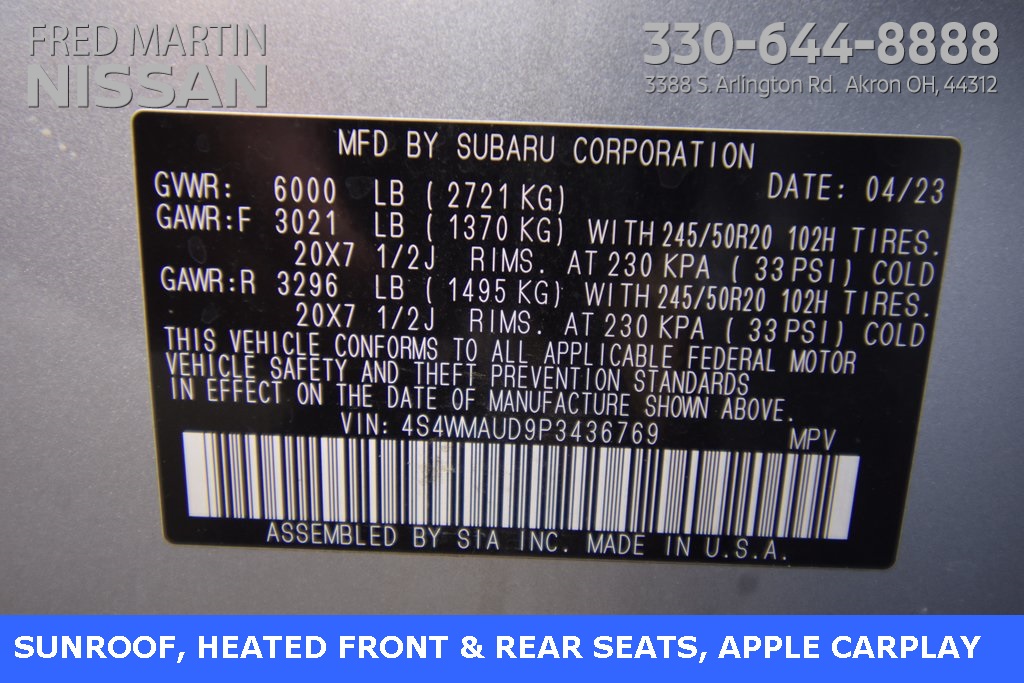 FRED MARTIN
NISSAN
330-644-8888
3388 S. Arlington Rd. Akron OH, 44312
MFD BY SUBARU CORPORATION
GVWR: 6000 LB ( 2721 KG) DATE: 04/23
GAWR:F 3021 LB ( 1370 KG) WITH 245/50R20 102H TIRES.
20X7 1/2J RIMS. AT 230 KPA ( 33 PSI) COLD
GAWR:R 3296 LB ( 1495 KG) WITH 245/50R20 102H TIRES.
20X7 1/2J RIMS. AT 230 KPA ( 33 PSI) COLD
THIS VEHICLE CONFORMS TO ALL APPLICABLE FEDERAL MOTOR
VEHICLE SAFETY AND THEFT PREVENTION STANDARDS
IN EFFECT ON THE DATE OF MANUFACTURE SHOWN ABOVE.
VIN: 4S4WMAUD9P3436769 MPV
ASSEMBLED BY SIA INC. MADE IN U.S.A.
SUNROOF, HEATED FRONT & REAR SEATS, APPLE CARPLAY